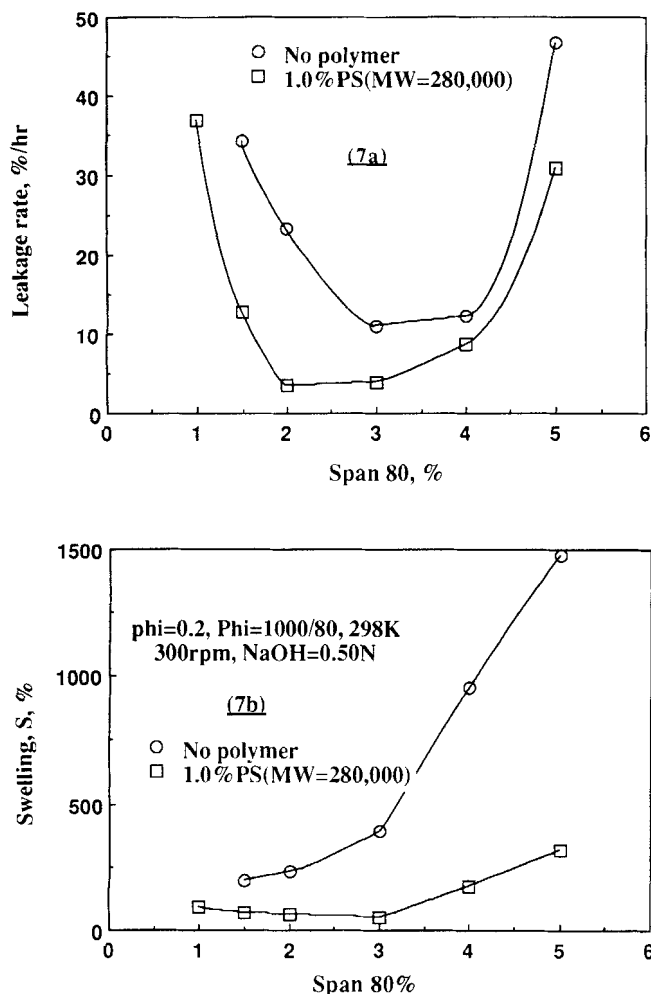 50
No polymer
1.0%PS(MW=280,000)
40
(7a)
30
Leakage rate, %/hr
20
10
0
0 1 2 3 4 5 6
Span 80, %
1500
phi=0.2, Phi=1000/80, 298K
300rpm, NaOH=0.50N
1000
(7b)
No polymer
1.0%PS(MW=280,000)
Swelling, S, %
500
0
0 1 2 3 4 5 6
Span 80%